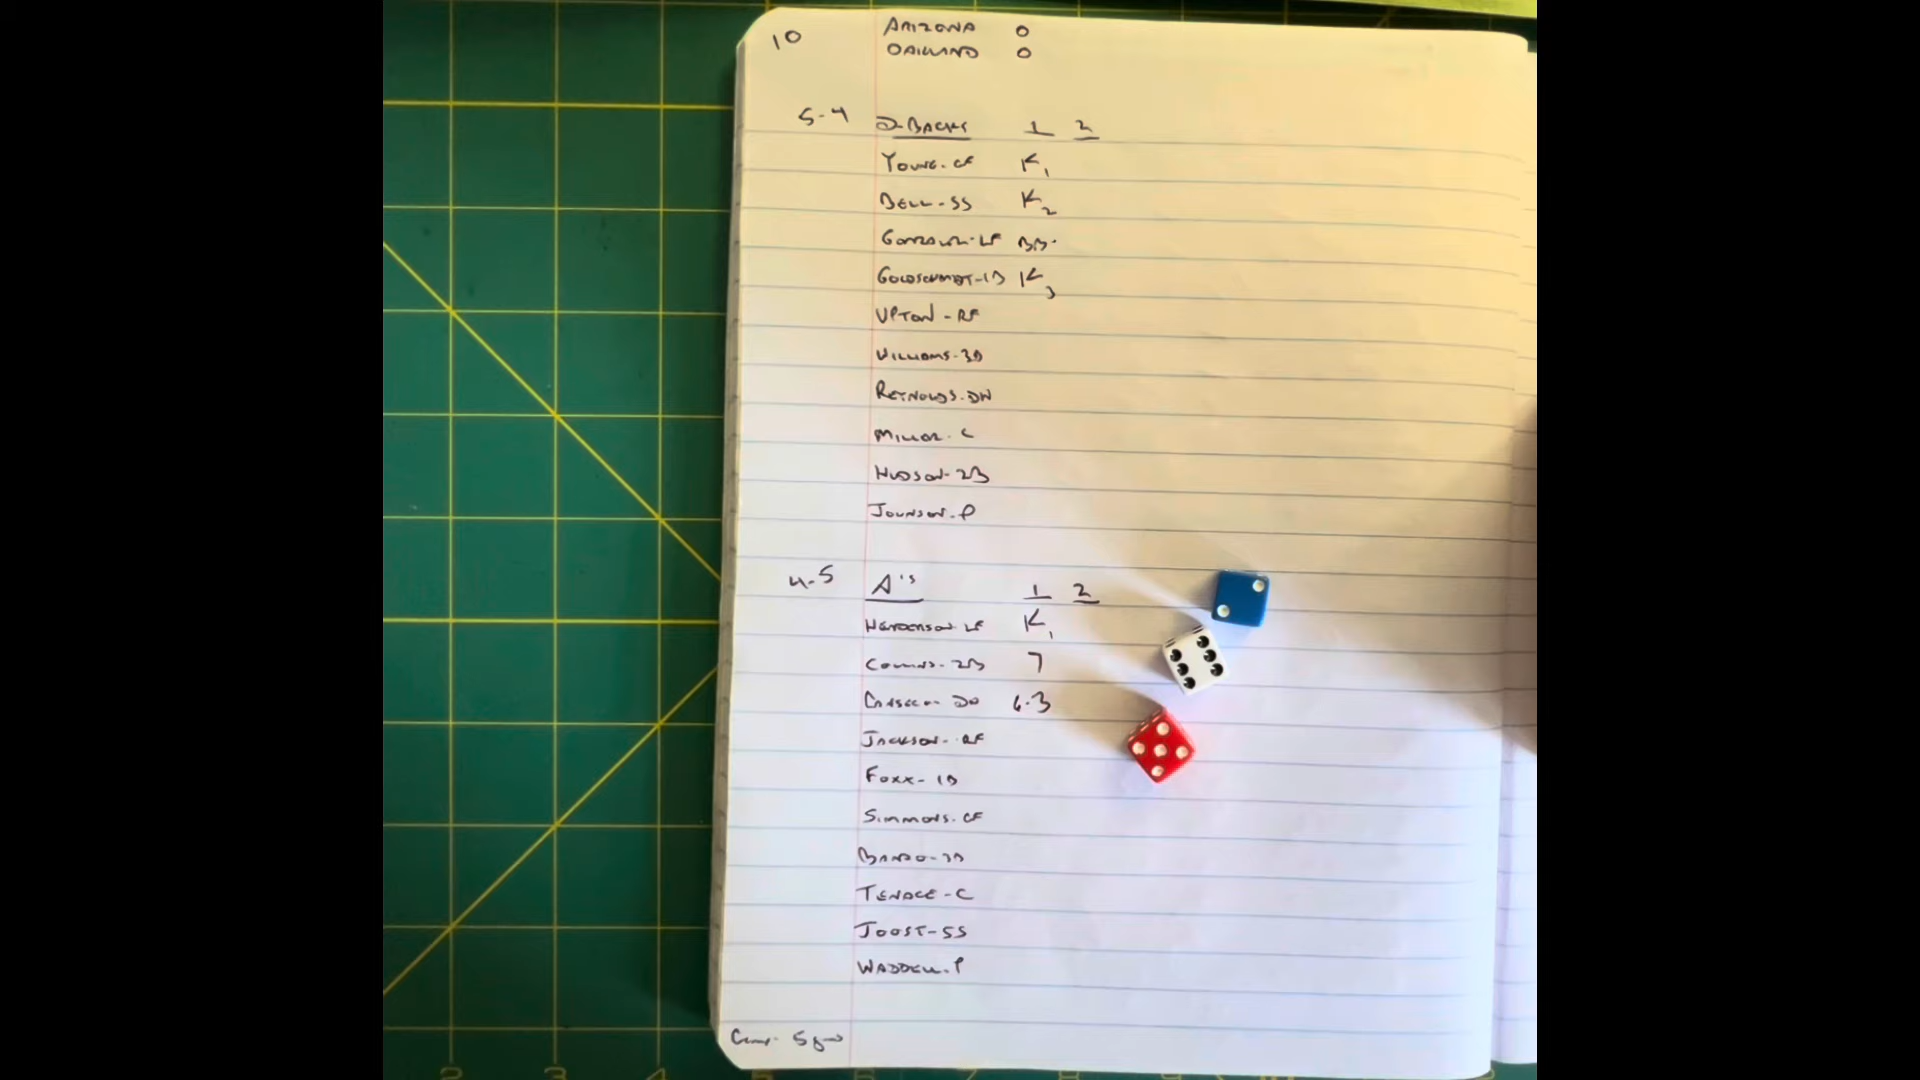 10 ARIZONA 0
OAKLAND 0
5-4 D-BACKS 1 2
YOUNG-CF K1
BELL-SS K2
GONZALEZ-LF BB
GOLDSCHMIDT-1B K3
UPTON-RF
WILLIAMS-3B
REYNOLDS-DH
MILLER-C
HUDSON-2B
JOHNSON-P
4-5 A's 1 2
HENDERSON-LF K1
COLLINS-2B 7
CANSECO-DH 6-3
JACKSON-RF
FOXX-1B
SIMMONS-CF
BANDO-3B
TENACE-C
JOOST-SS
WADDELL-P
2 3 4